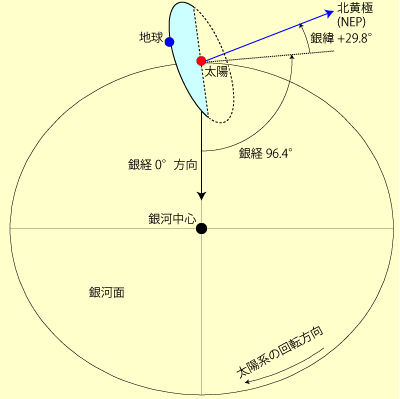 北黄極
(NEP)
地球
銀緯 +29.8°
太陽
銀経 96.4°
銀経 0° 方向
銀河中心
銀河面
太陽系の回転方向